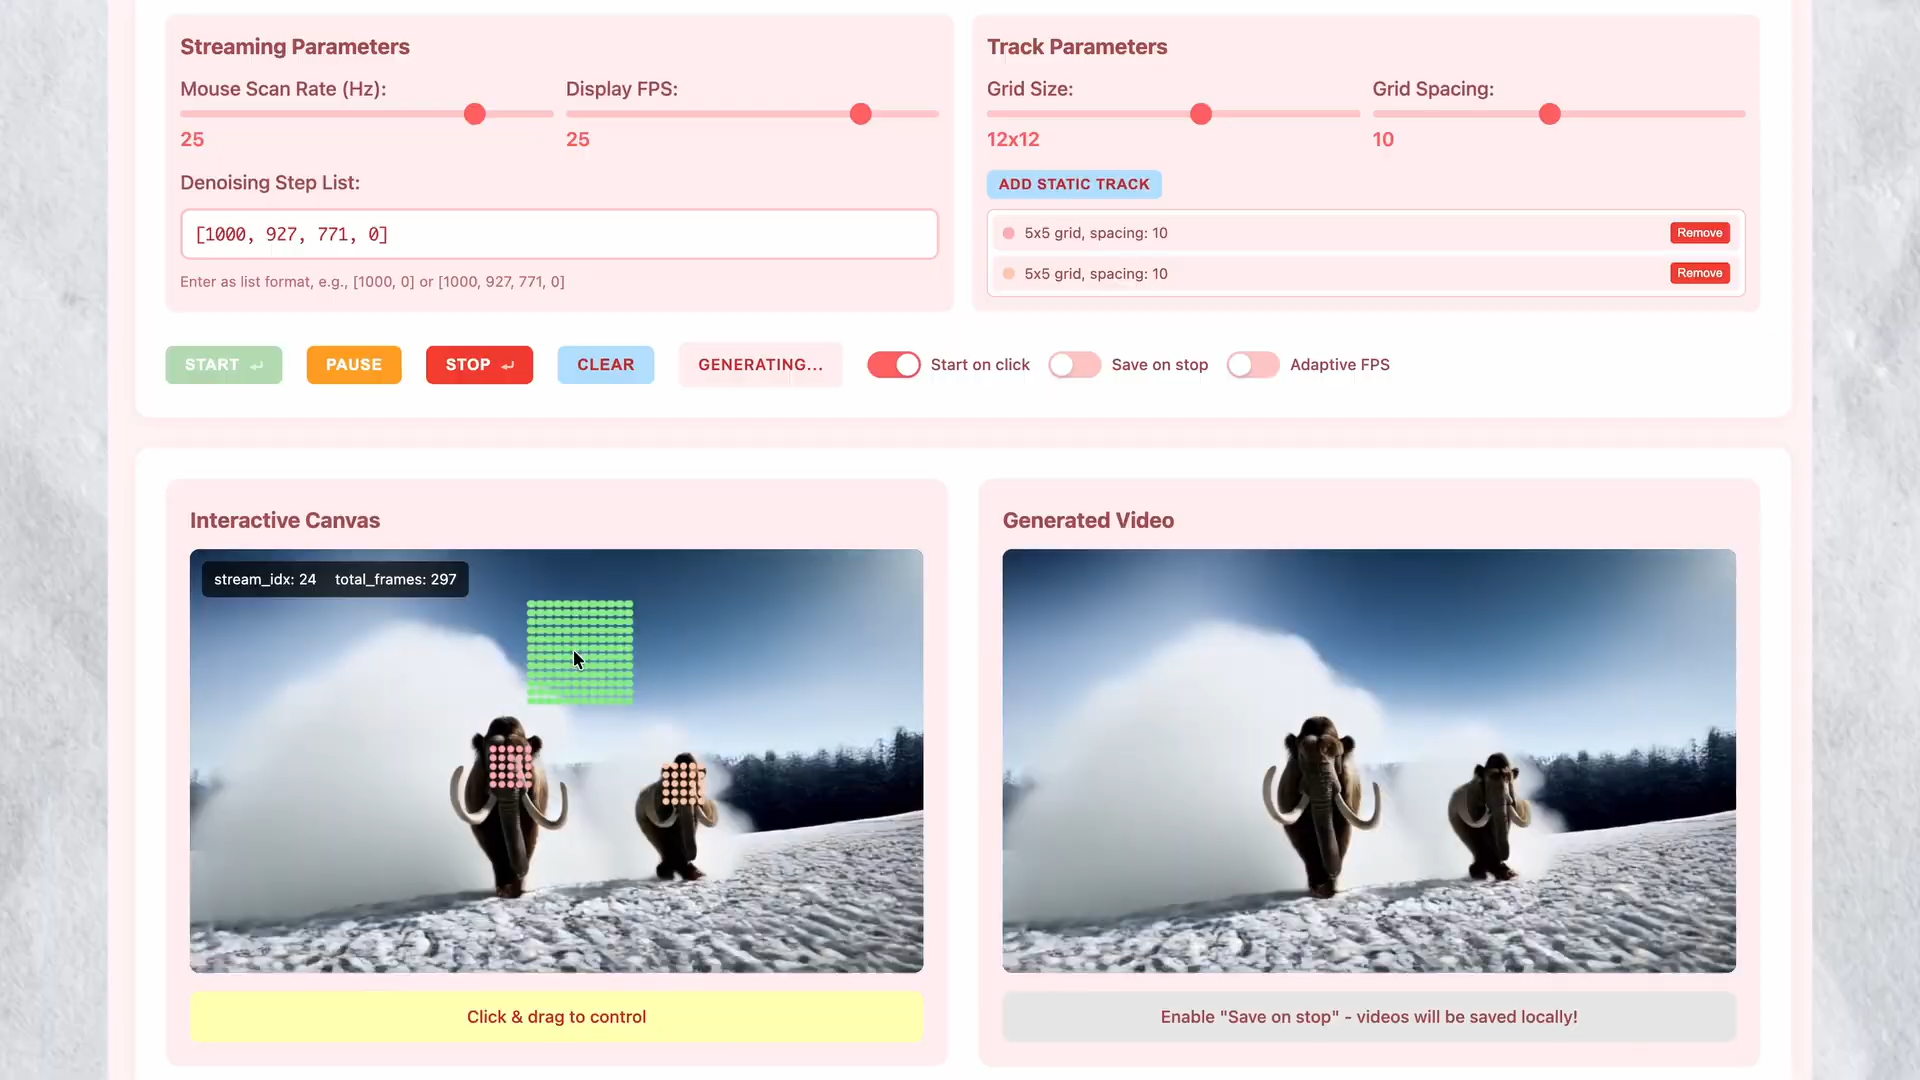 Streaming Parameters
Mouse Scan Rate (Hz):
25
Display FPS:
25
Denoising Step List:
[1000, 927, 771, 0]
Enter as list format, e.g., [1000, 0] or [1000, 927, 771, 0]
Track Parameters
Grid Size:
12x12
Grid Spacing:
10
ADD STATIC TRACK
5x5 grid, spacing: 10 Remove
5x5 grid, spacing: 10 Remove
START ↵ PAUSE STOP ↵ CLEAR GENERATING... Start on click Save on stop Adaptive FPS
Interactive Canvas
stream_idx: 24 total_frames: 297
Click & drag to control
Generated Video
Enable "Save on stop" - videos will be saved locally!